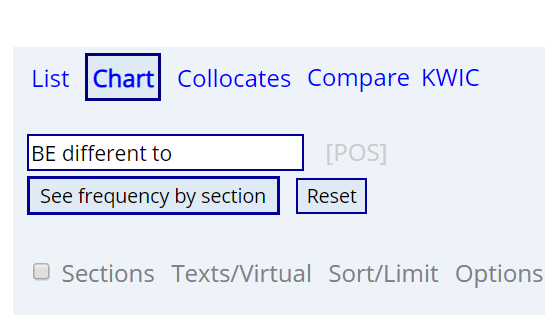 List Chart Collocates Compare KWIC
BE different to [POS]
See frequency by section Reset
Sections Texts/Virtual Sort/Limit Options